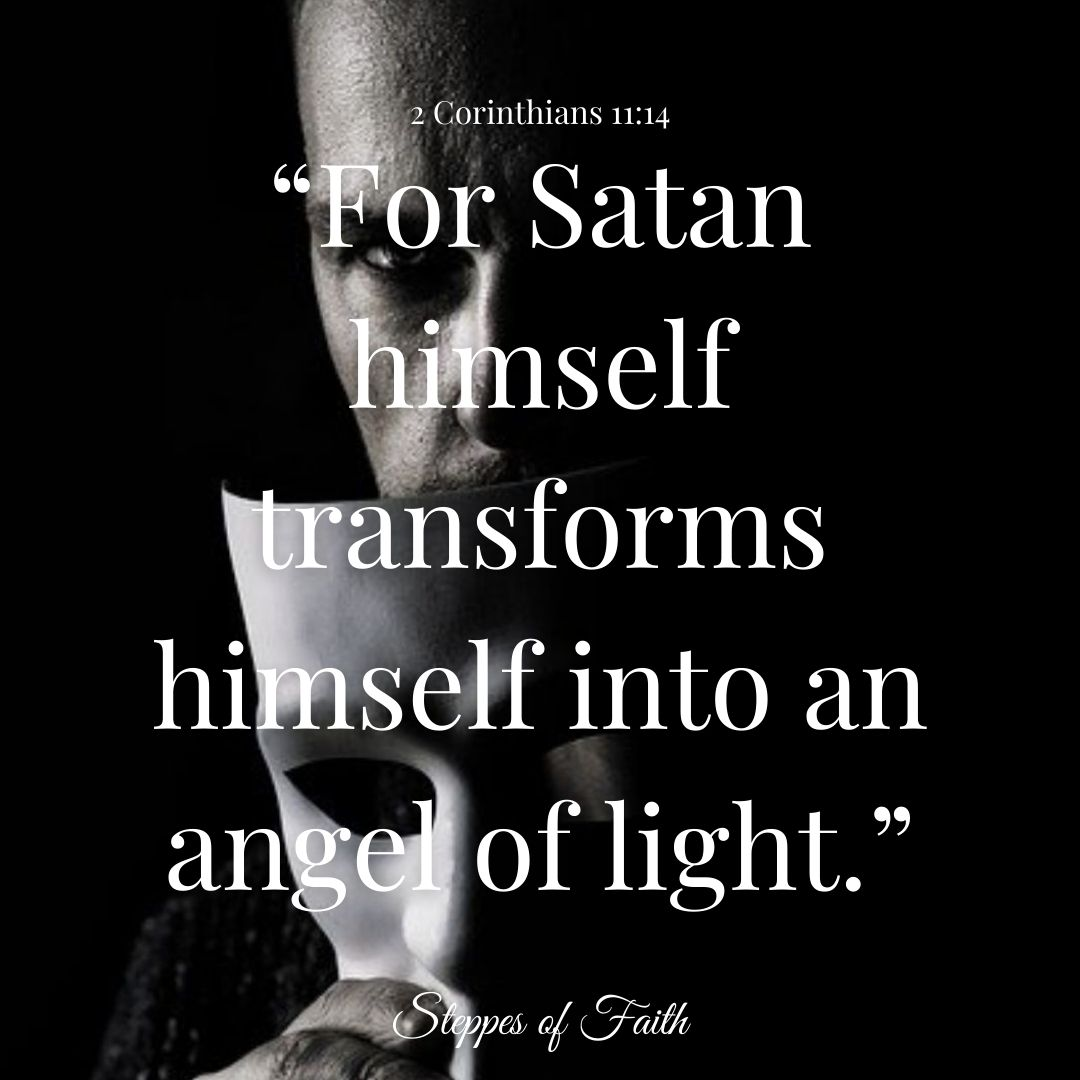 2 Corinthians 11:14
“For Satan
himself
transforms
himself into an
angel of light.”
Steppes of Faith